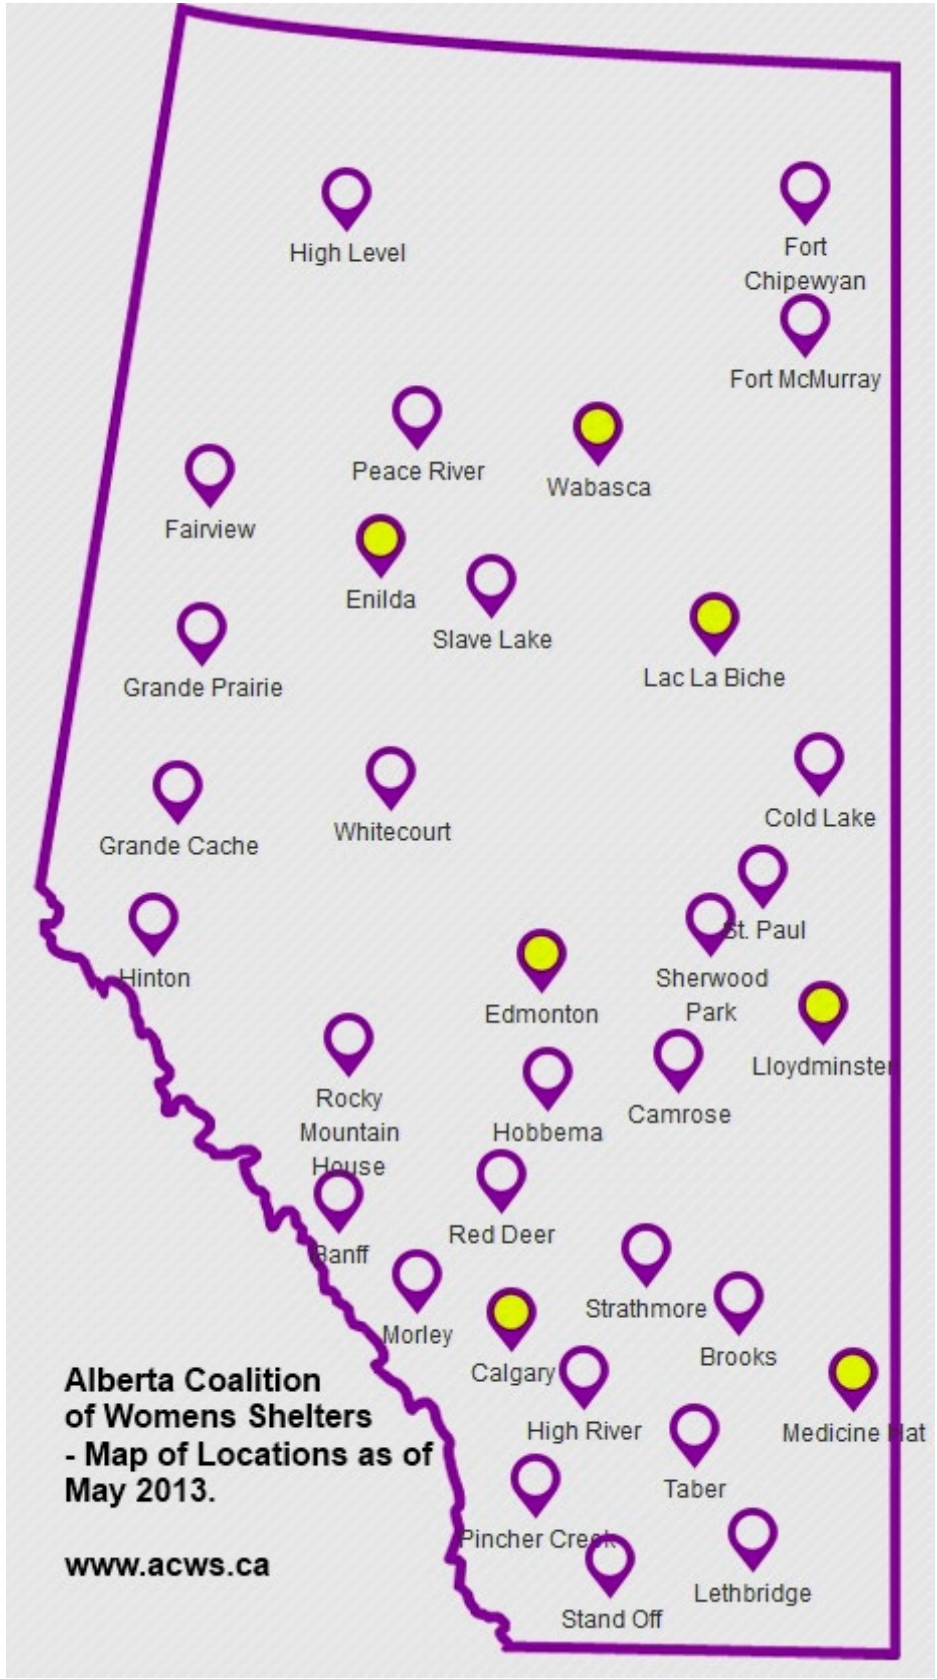 High Level
Fort
Chipewyan
Fort McMurray
Peace River
Wabasca
Fairview
Enilda
Slave Lake
Lac La Biche
Grande Prairie
Cold Lake
Whitecourt
Grande Cache
St. Paul
Hinton
Sherwood
Park
Edmonton
Lloydminster
Rocky
Mountain
House
Camrose
Hobbema
Red Deer
Banff
Strathmore
Morley
Brooks
Calgary
High River
Medicine Hat
Taber
Pincher Creek
Lethbridge
Stand Off
Alberta Coalition
of Womens Shelters
- Map of Locations as of
May 2013.
www.acws.ca